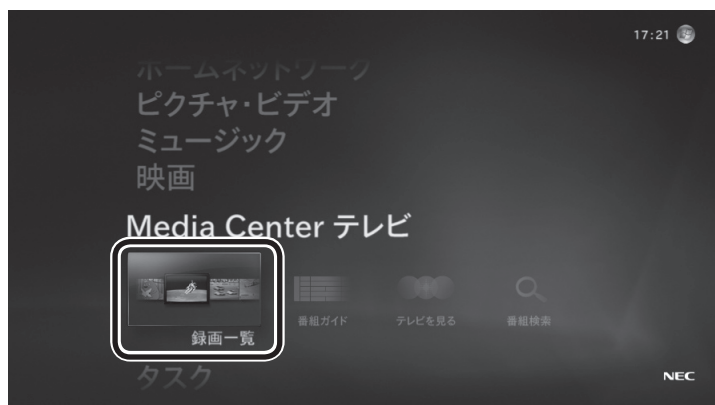 17:21
ホームネットワーク
ピクチャ・ビデオ
ミュージック
映画
Media Center テレビ
録画一覧
番組ガイド
テレビを見る
番組検索
タスク
NEC